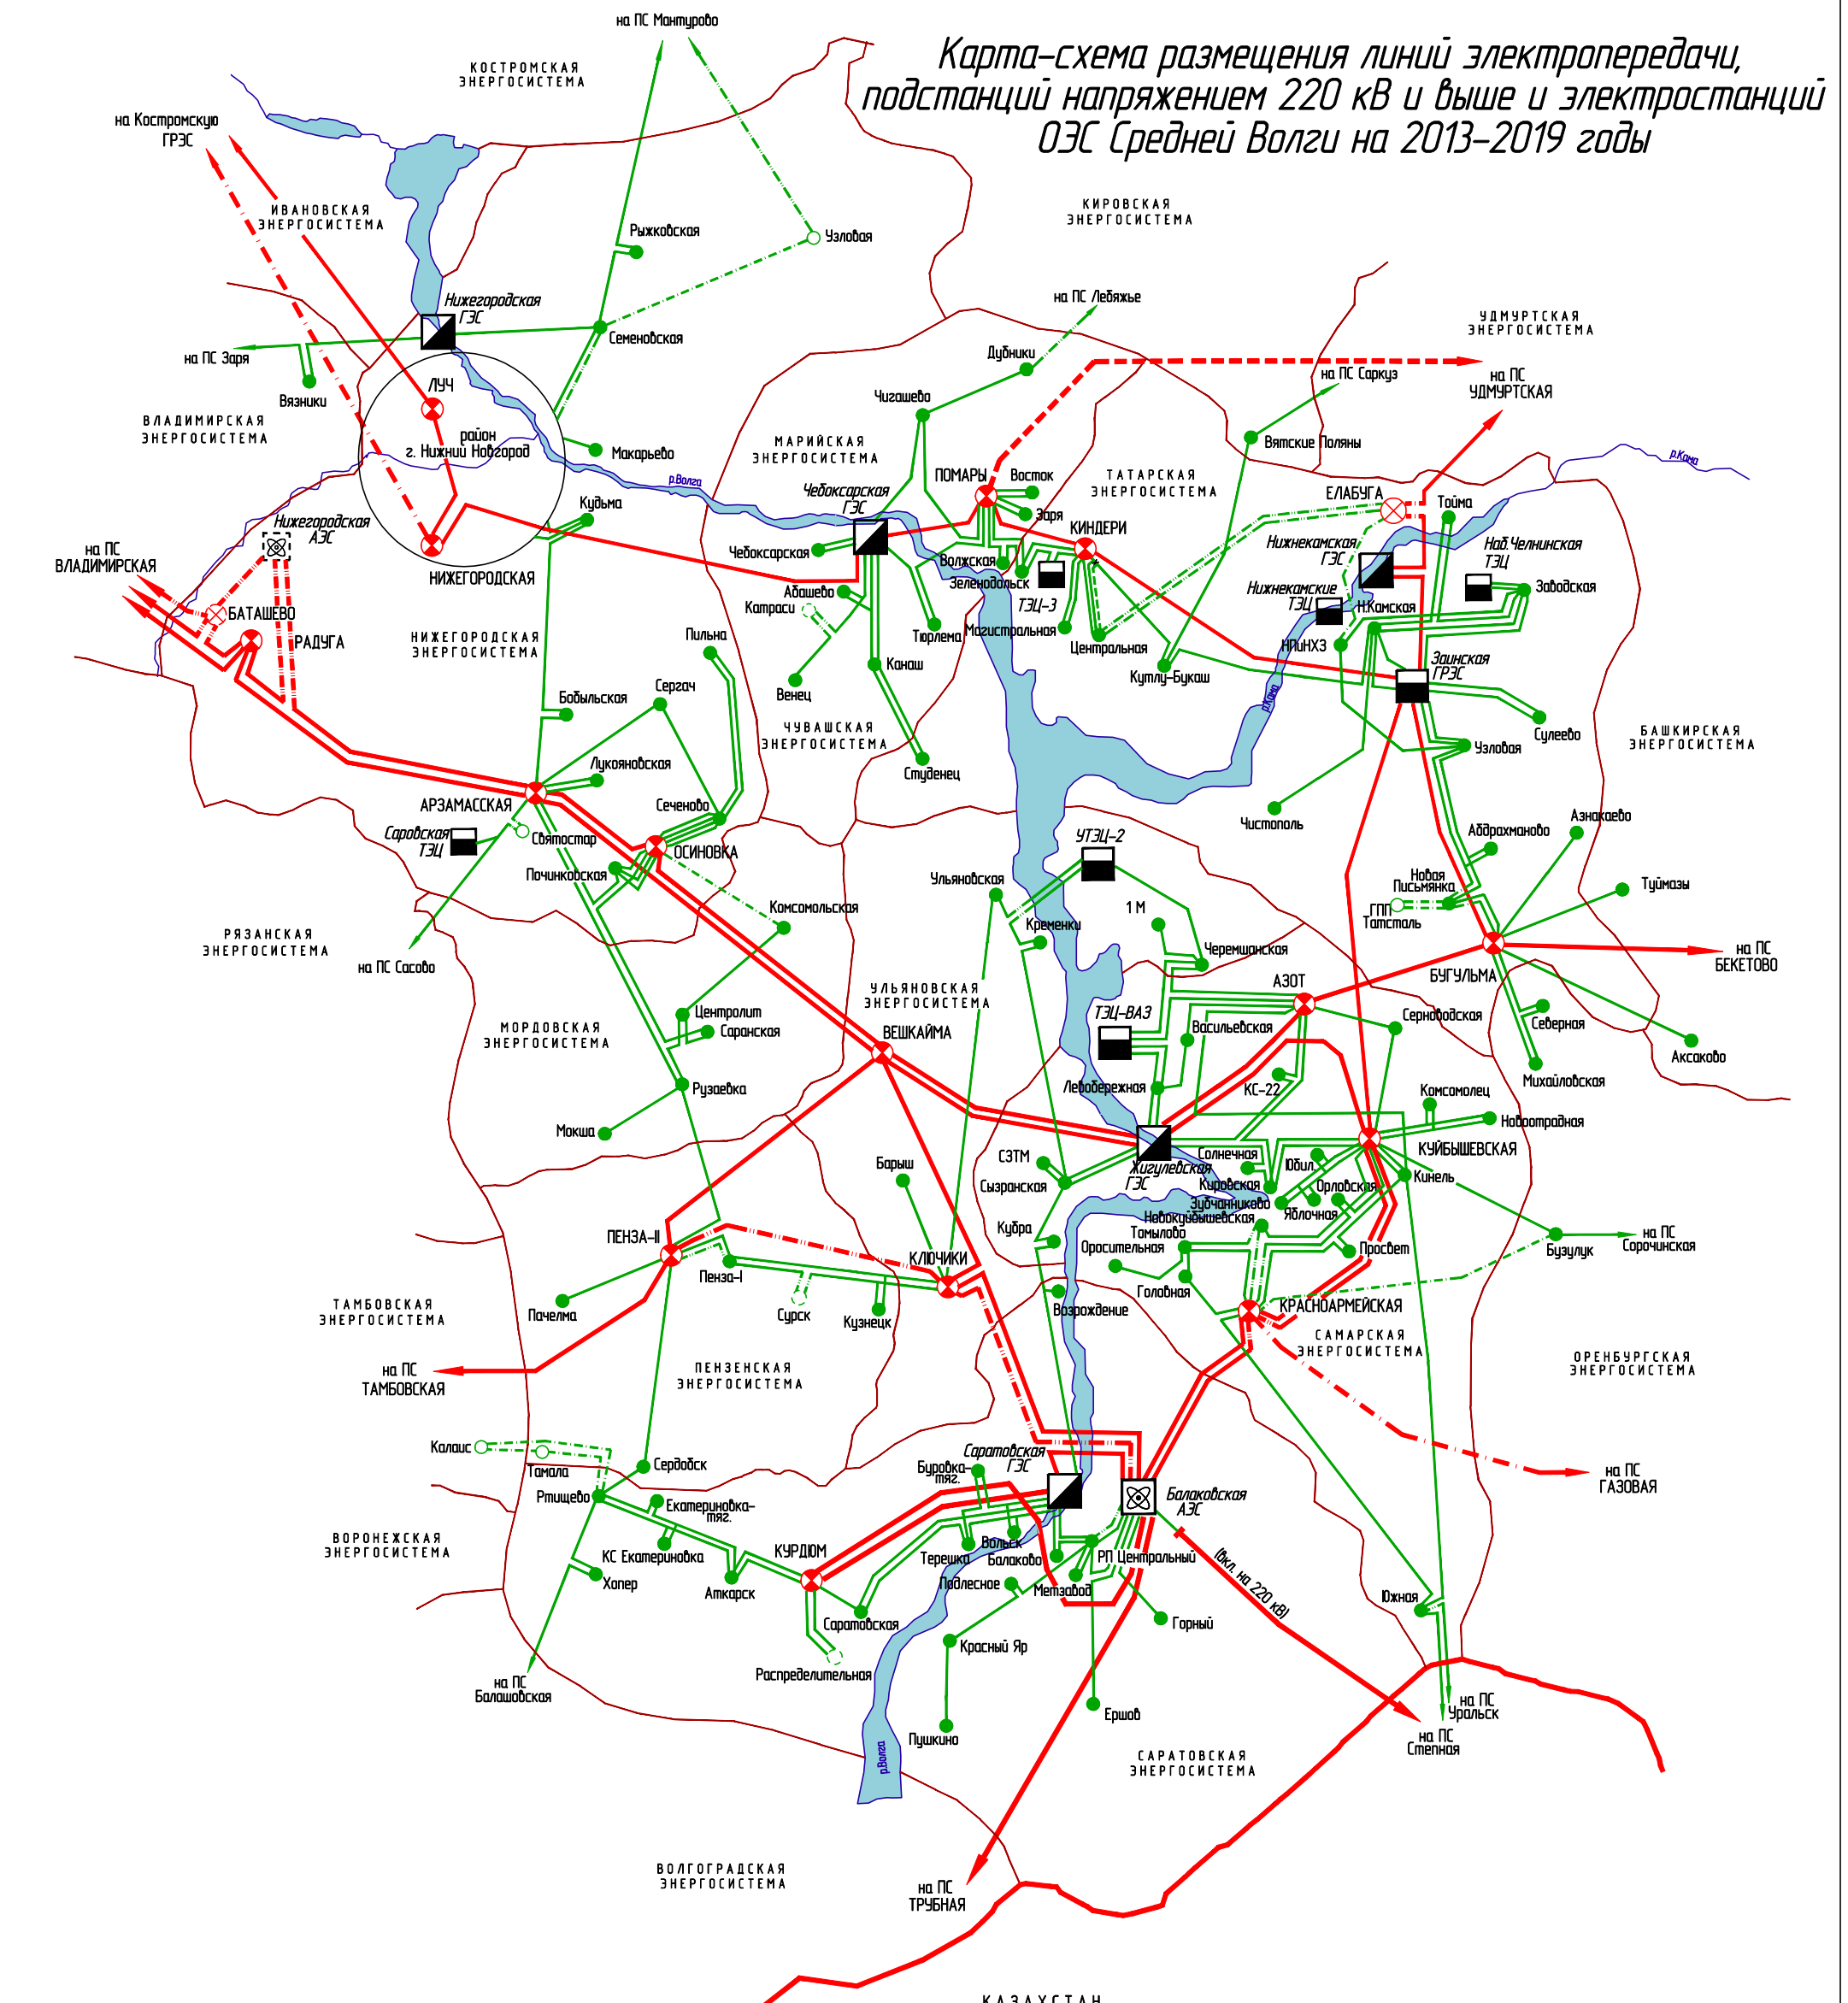 Карта-схема размещения линий электропередачи,
подстанций напряжением 220 кВ и выше и электростанций
ОЭС Средней Волги на 2013-2019 годы
на ПС Мантурово
КОСТРОМСКАЯ
ЭНЕРГОСИСТЕМА
на Костромскую
ГРЭС
ИВАНОВСКАЯ
ЭНЕРГОСИСТЕМА
КИРОВСКАЯ
ЭНЕРГОСИСТЕМА
Рыжковская
Узловая
Нижегородская
ГЭС
на ПС Лебяжье
УДМУРТСКАЯ
ЭНЕРГОСИСТЕМА
Семеновская
на ПС Заря
Дубники
на ПС Саркуз
на ПС
УДМУРТСКАЯ
ЛУЧ
Вязники
Чигашево
ВЛАДИМИРСКАЯ
ЭНЕРГОСИСТЕМА
район
г. Нижний Новгород
Макарьево
МАРИЙСКАЯ
ЭНЕРГОСИСТЕМА
Вятские Поляны
р.Кама
р.Волга
ПОМАРЫ
Восток
ТАТАРСКАЯ
ЭНЕРГОСИСТЕМА
Чебоксарская
ГЭС
ЕЛАБУГА
Тойма
Кудьма
Заря
КИНДЕРИ
Нижегородская
АЭС
Нижнекамская
ГЭС
Наб.Челнинская
ТЭЦ
на ПС
ВЛАДИМИРСКАЯ
Чебоксарская
Волжская
Зеленодольск
НИЖЕГОРОДСКАЯ
Абашево
Катраси
ТЭЦ-3
Нижнекамские
ТЭЦ
Н.Камская
Заводская
БАТАШЕВО
РАДУГА
НИЖЕГОРОДСКАЯ
ЭНЕРГОСИСТЕМА
Пильна
Тюрлема
Магистральная
Центральная
НПиНХЗ
Заинская
ГРЭС
Канаш
Венец
Кутлу-Букаш
р.Кама
Бобыльская
Сергач
ЧУВАШСКАЯ
ЭНЕРГОСИСТЕМА
Сулеево
БАШКИРСКАЯ
ЭНЕРГОСИСТЕМА
Узловая
Лукояновская
Студенец
АРЗАМАССКАЯ
Сеченово
Чистополь
Азнакаево
Абдрахманово
Саровская
ТЭЦ
Святостар
УТЭЦ-2
ОСИНОВКА
Починковская
Ульяновская
Новая
Письмянка
Туймазы
ГПП
Татсталь
Комсомольская
1 М
Кременки
РЯЗАНСКАЯ
ЭНЕРГОСИСТЕМА
на ПС Сасово
Черемшанская
на ПС
БЕКЕТОВО
БУГУЛЬМА
АЗОТ
УЛЬЯНОВСКАЯ
ЭНЕРГОСИСТЕМА
Центролит
Саранская
МОРДОВСКАЯ
ЭНЕРГОСИСТЕМА
ВЕШКАЙМА
ТЭЦ-ВАЗ
Васильевская
Серноводская
Северная
Аксаково
Рузаевка
Левобережная
КС-22
Михайловская
Комсомолец
Новоотрадная
Мокша
КУЙБЫШЕВСКАЯ
Барыш
СЭТМ
Сызранская
Жигулевская
ГЭС
Солнечная
Юбил.
Кировская
Орловская
Кинель
Зубчаниново
Яблочная
Новокуйбышевская
Кубра
Томылово
Оросительная
Просвет
Бузулук
на ПС
Сорочинская
ПЕНЗА-II
КЛЮЧИКИ
Пенза-I
Головная
Возрождение
КРАСНОАРМЕЙСКАЯ
Сурск
Кузнецк
Пачелма
ТАМБОВСКАЯ
ЭНЕРГОСИСТЕМА
САМАРСКАЯ
ЭНЕРГОСИСТЕМА
ОРЕНБУРГСКАЯ
ЭНЕРГОСИСТЕМА
на ПС
ТАМБОВСКАЯ
ПЕНЗЕНСКАЯ
ЭНЕРГОСИСТЕМА
Калаис
Тамала
Сердобск
Саратовская
ГЭС
Буровка-
тяг.
Балаковская
АЭС
на ПС
ГАЗОВАЯ
Ртищево
Екатериновка-
тяг.
ВОРОНЕЖСКАЯ
ЭНЕРГОСИСТЕМА
КС Екатериновка
КУРДЮМ
Терешка
Вольск
Балаково
РП Центральный
(вкл. на 220 кВ)
Хопер
Аткарск
Подлесное
Метзавод
Южная
Саратовская
Горный
Красный Яр
Распределительная
на ПС
Балашовская
Ершов
на ПС
Уральск
Пушкино
на ПС
Степная
р.Волга
САРАТОВСКАЯ
ЭНЕРГОСИСТЕМА
ВОЛГОГРАДСКАЯ
ЭНЕРГОСИСТЕМА
на ПС
ТРУБНАЯ
КАЗАХСТАН